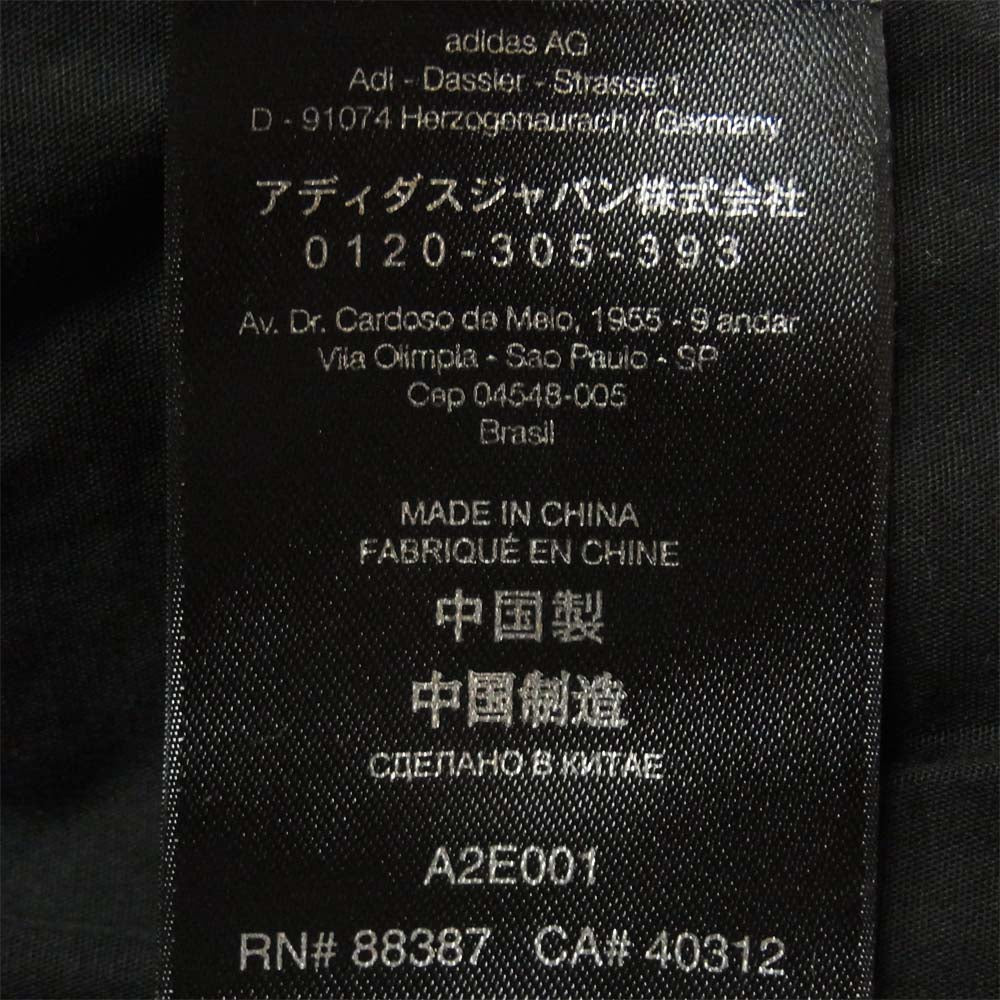 adidas AG
Adi - Dassler - Strasse 1
D - 91074 Herzogenaurach / Germany
アディダスジャパン株式会社
0120-305-393
Av. Dr. Cardoso de Melo, 1955 - 9 andar
Vila Olimpia - Sao Paulo - SP
Cep 04548-005
Brasil
MADE IN CHINA
FABRIQUÉ EN CHINE
中国製
中国制造
СДЕЛАНО В КИТАЕ
A2E001
RN# 88387 CA# 40312